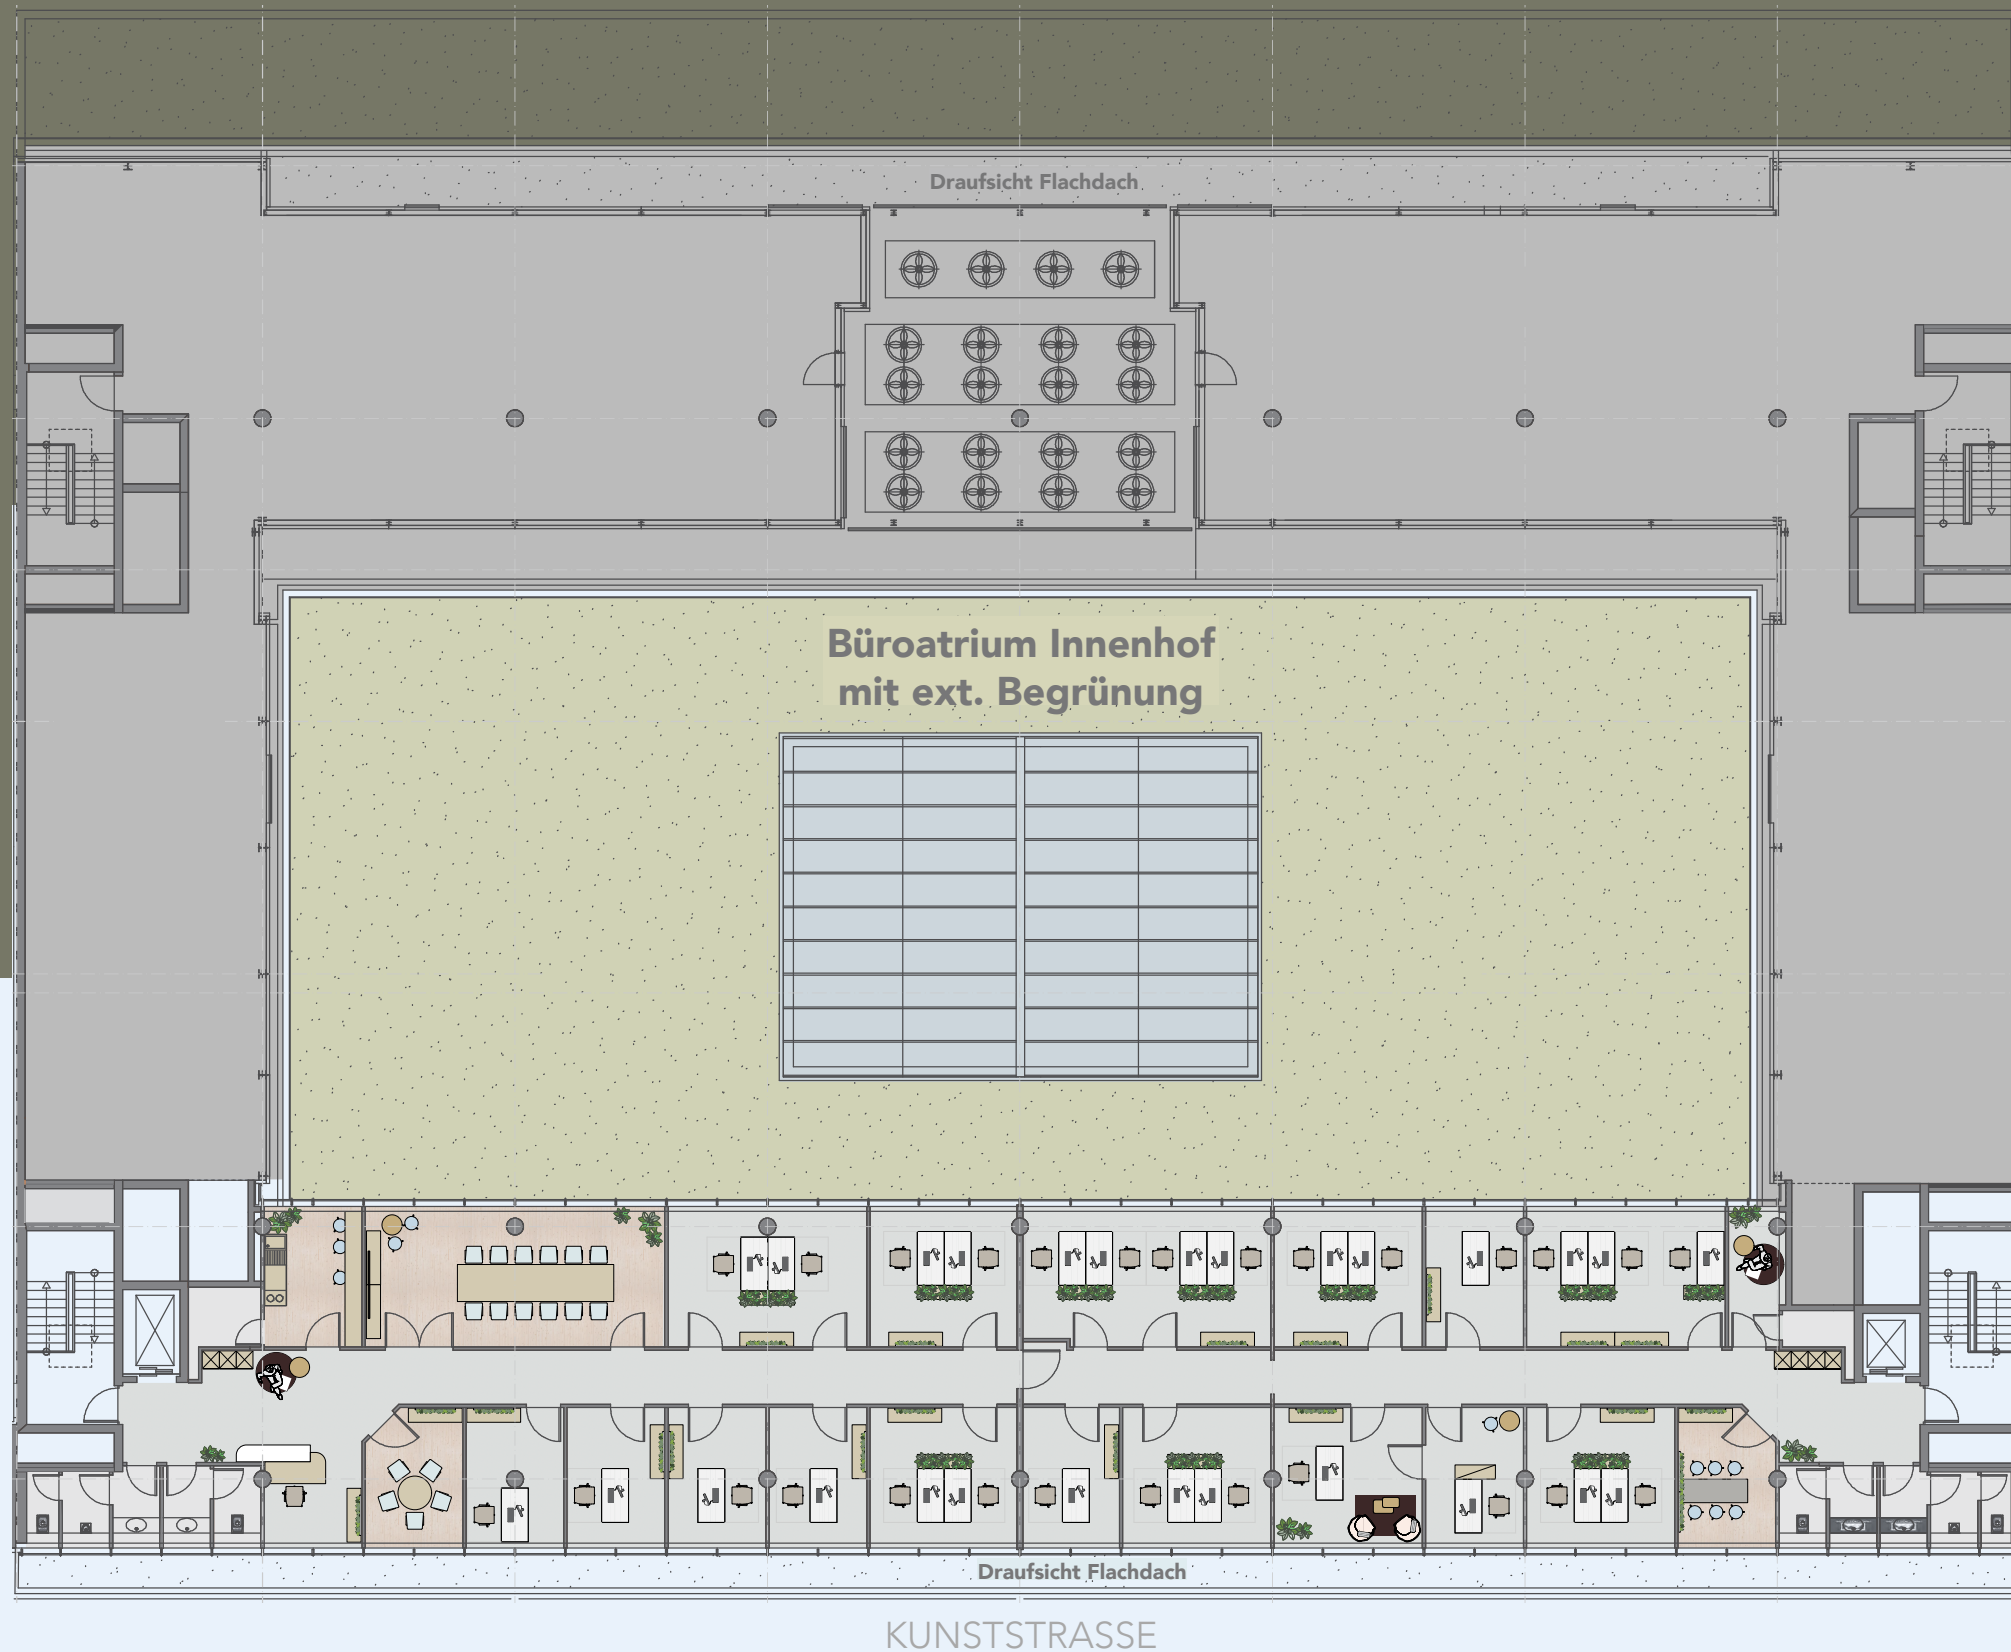 Draufsicht Flachdach
Büroatrium Innenhof
mit ext. Begrünung
Draufsicht Flachdach
KUNSTSTRASSE